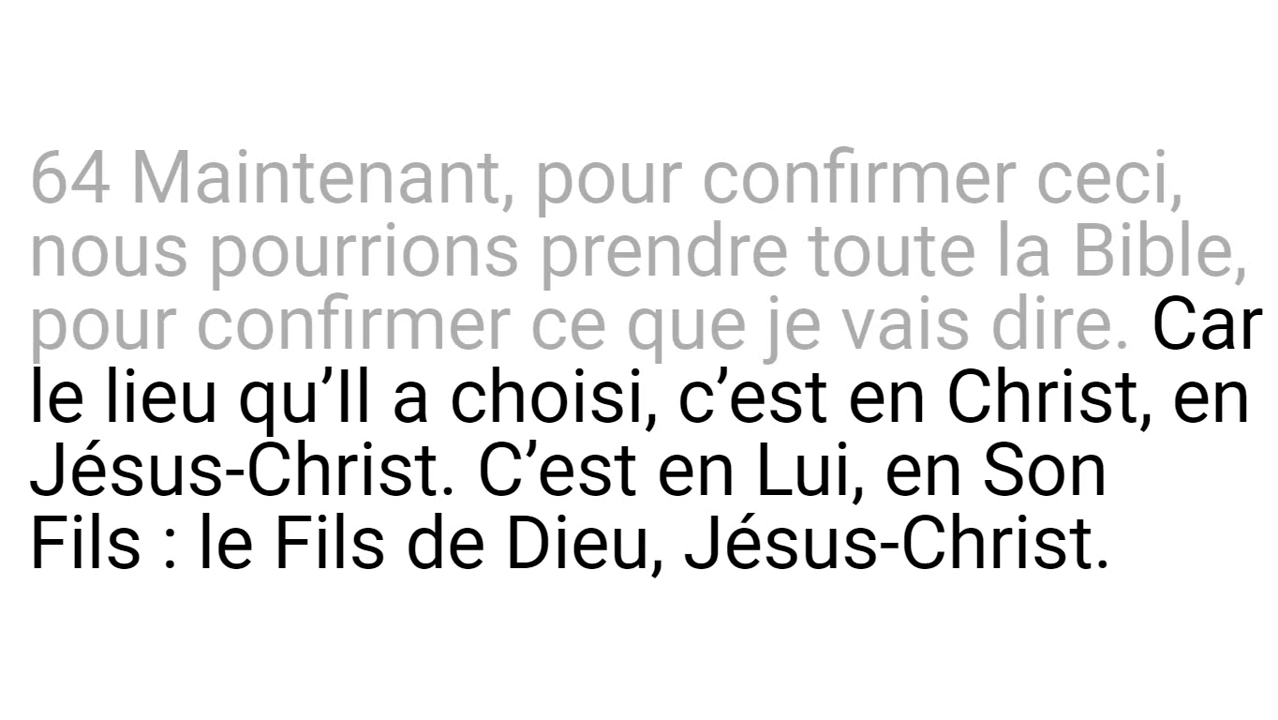 64 Maintenant, pour confirmer ceci,
nous pourrions prendre toute la Bible,
pour confirmer ce que je vais dire. Car
le lieu qu’Il a choisi, c’est en Christ, en
Jésus-Christ. C’est en Lui, en Son
Fils : le Fils de Dieu, Jésus-Christ.